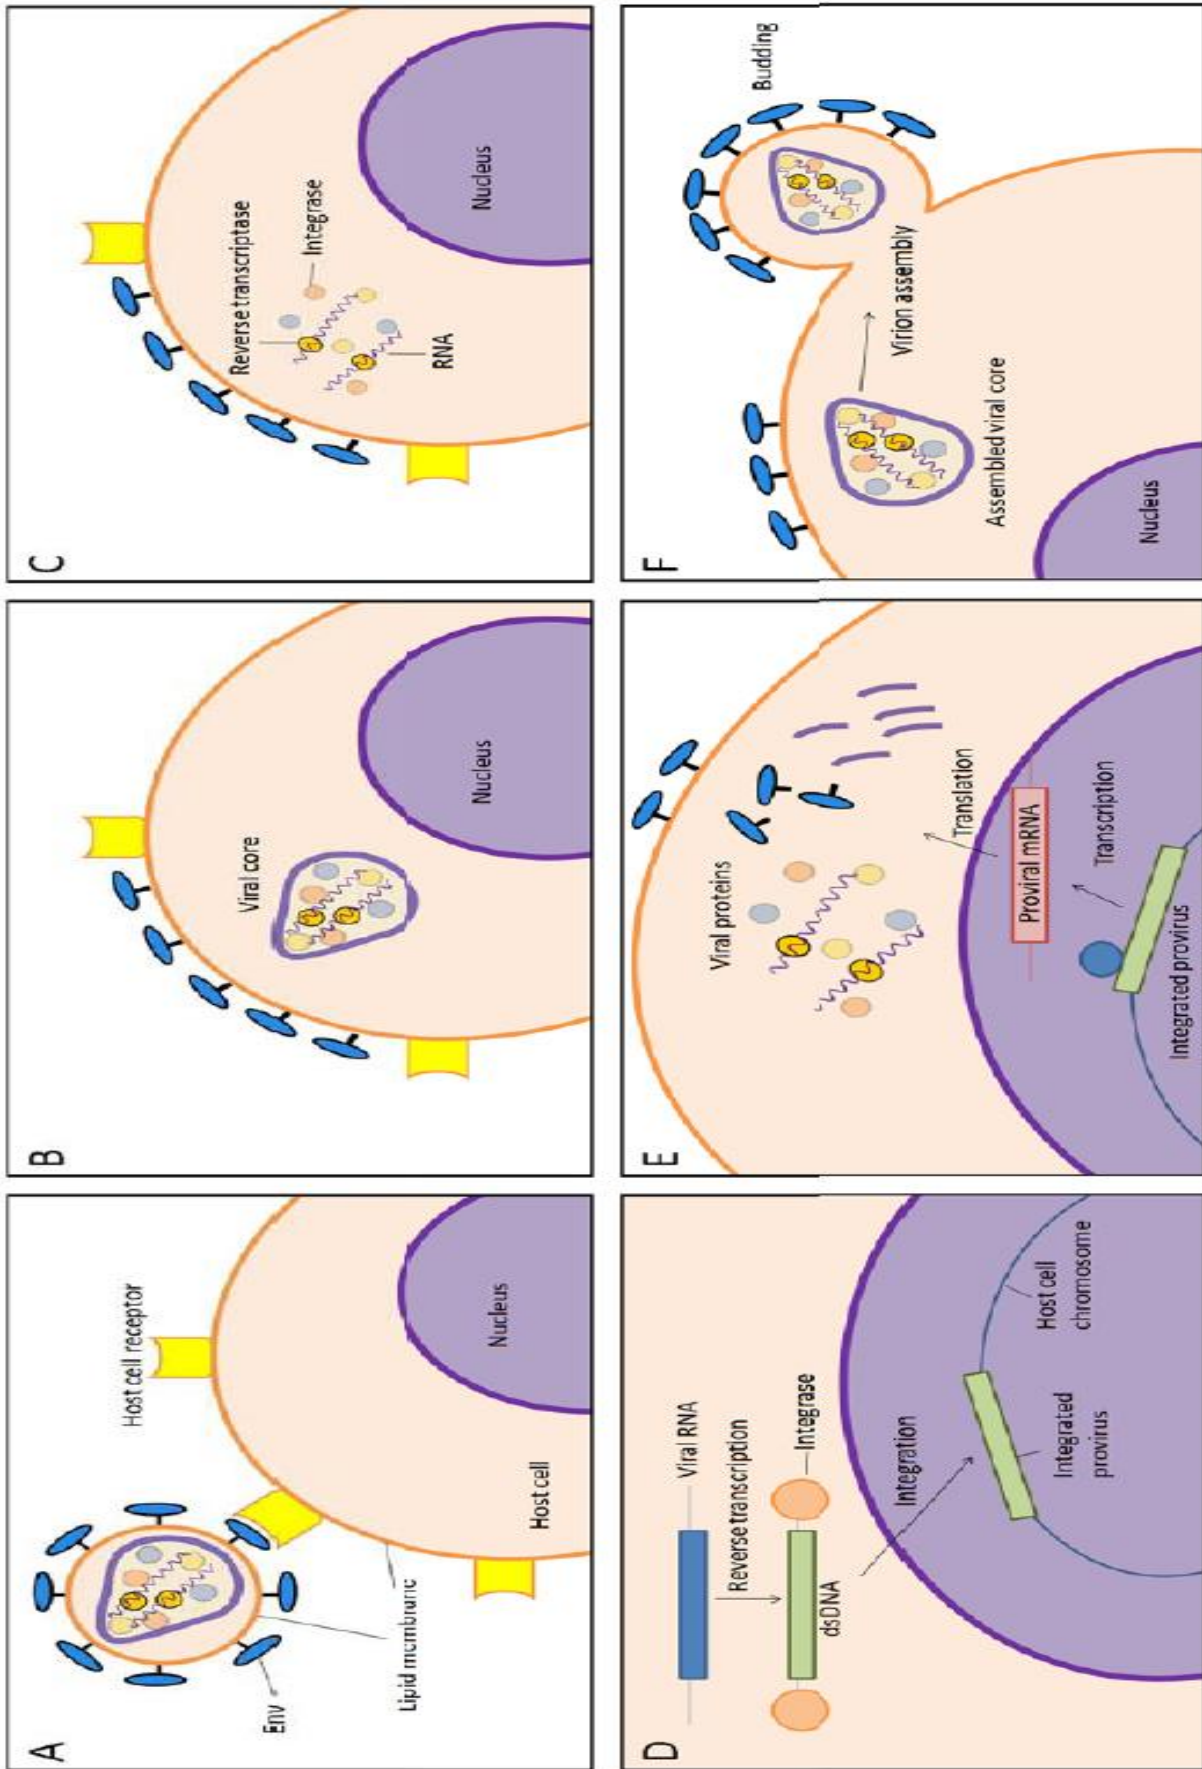 A
Host cell receptor
Env
Lipid membrane
Host cell
Nucleus
B
Viral core
Nucleus
C
Reverse transcriptase
Integrase
RNA
Nucleus
D
Viral RNA
Reverse transcription
Integrase
dsDNA
Integration
Host cell
chromosome
Integrated
provirus
E
Viral proteins
Translation
Proviral mRNA
Transcription
Integrated provirus
F
Budding
Virion assembly
Assembled viral core
Nucleus